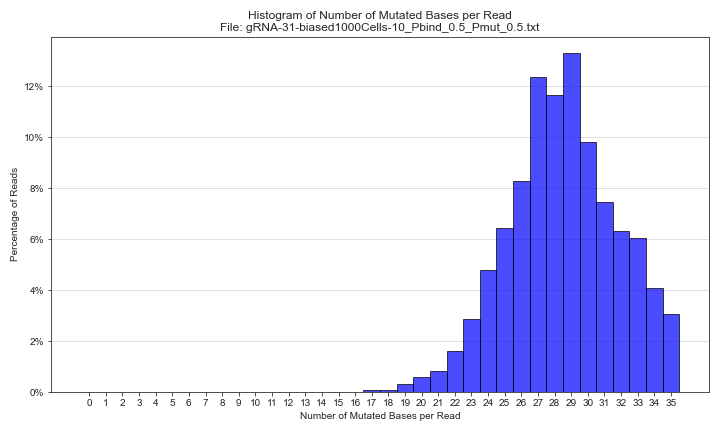 Histogram of Number of Mutated Bases per Read
File: gRNA-31-biased1000Cells-10_Pbind_0.5_Pmut_0.5.txt
Percentage of Reads
12%
10%
8%
6%
4%
2%
0%
0 1 2 3 4 5 6 7 8 9 10 11 12 13 14 15 16 17 18 19 20 21 22 23 24 25 26 27 28 29 30 31 32 33 34 35
Number of Mutated Bases per Read